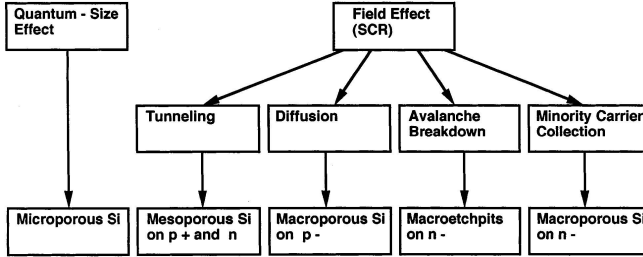 Quantum - Size
Effect
Field Effect
(SCR)
Tunneling
Diffusion
Avalanche
Breakdown
Minority Carrier
Collection
Microporous Si
Mesoporous Si
on p + and n
Macroporous Si
on p -
Macroetchpits
on n -
Macroporous Si
on n -